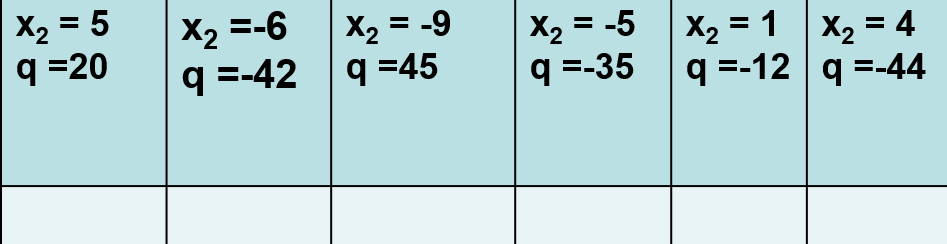 x₂ = 5
q =20
x₂ =-6
q =-42
x₂ = -9
q =45
x₂ = -5
q =-35
x₂ = 1
q =-12
x₂ = 4
q =-44